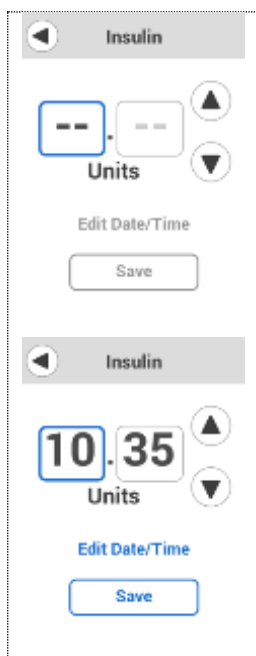 Insulin
-- . --
Units
Edit Date/Time
Save
Insulin
10 . 35
Units
Edit Date/Time
Save